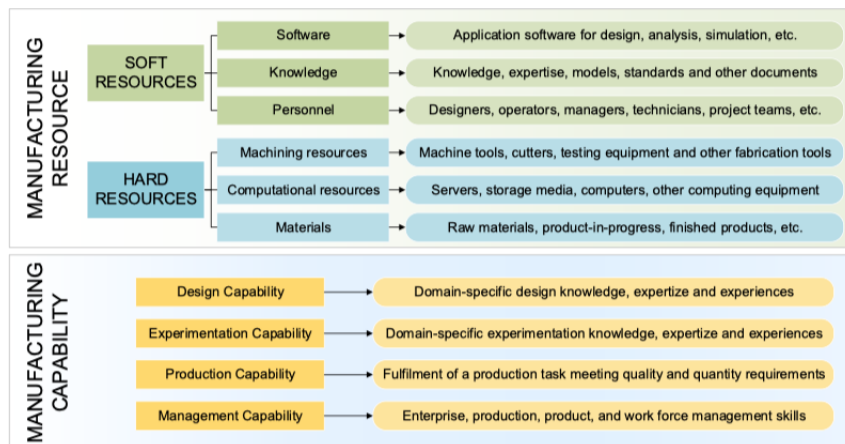 MANUFACTURING
RESOURCE
SOFT
RESOURCES
Software
Application software for design, analysis, simulation, etc.
Knowledge
Knowledge, expertise, models, standards and other documents
Personnel
Designers, operators, managers, technicians, project teams, etc.
HARD
RESOURCES
Machining resources
Machine tools, cutters, testing equipment and other fabrication tools
Computational resources
Servers, storage media, computers, other computing equipment
Materials
Raw materials, product-in-progress, finished products, etc.
MANUFACTURING
CAPABILITY
Design Capability
Domain-specific design knowledge, expertize and experiences
Experimentation Capability
Domain-specific experimentation knowledge, expertize and experiences
Production Capability
Fulfilment of a production task meeting quality and quantity requirements
Management Capability
Enterprise, production, product, and work force management skills